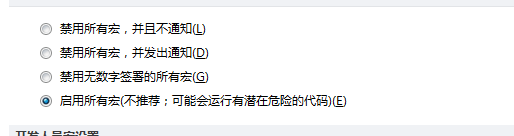 禁用所有宏，并且不通知(L)
禁用所有宏，并发出通知(D)
禁用无数字签署的所有宏(G)
启用所有宏(不推荐；可能会运行有潜在危险的代码)(E)
开发人员宏设置